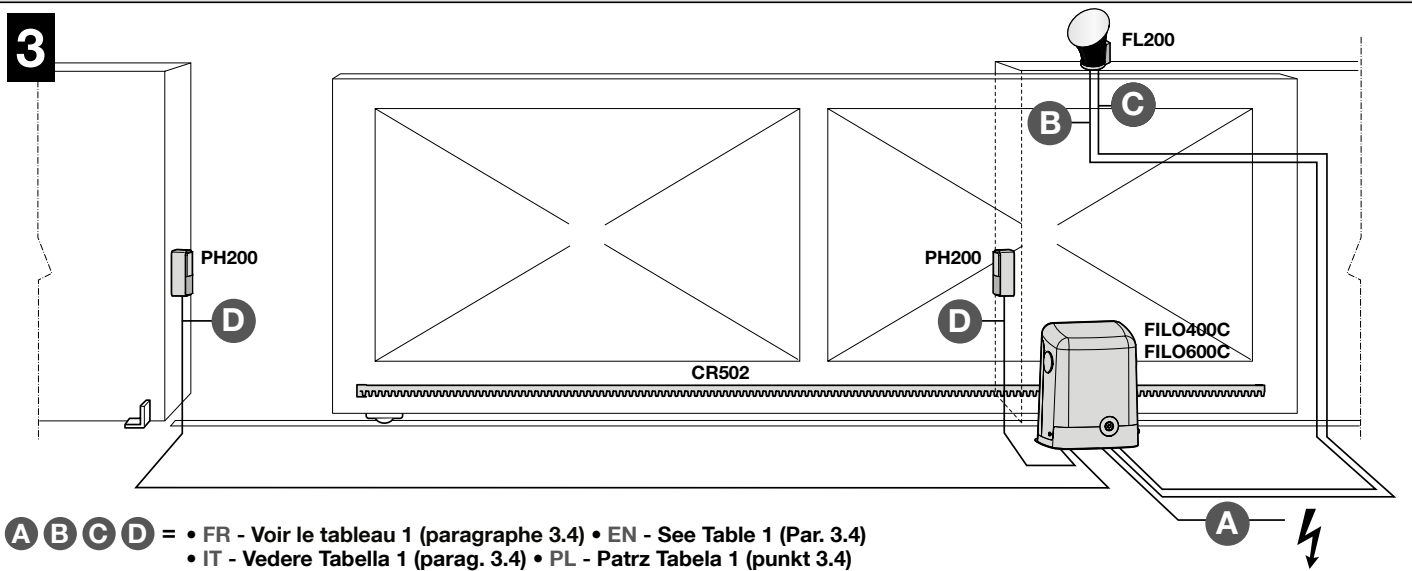 3
FL200
B
C
PH200
PH200
D
D
FILO400C
FILO600C
CR502
A
A B C D = • FR - Voir le tableau 1 (paragraphe 3.4) • EN - See Table 1 (Par. 3.4)
• IT - Vedere Tabella 1 (parag. 3.4) • PL - Patrz Tabela 1 (punkt 3.4)